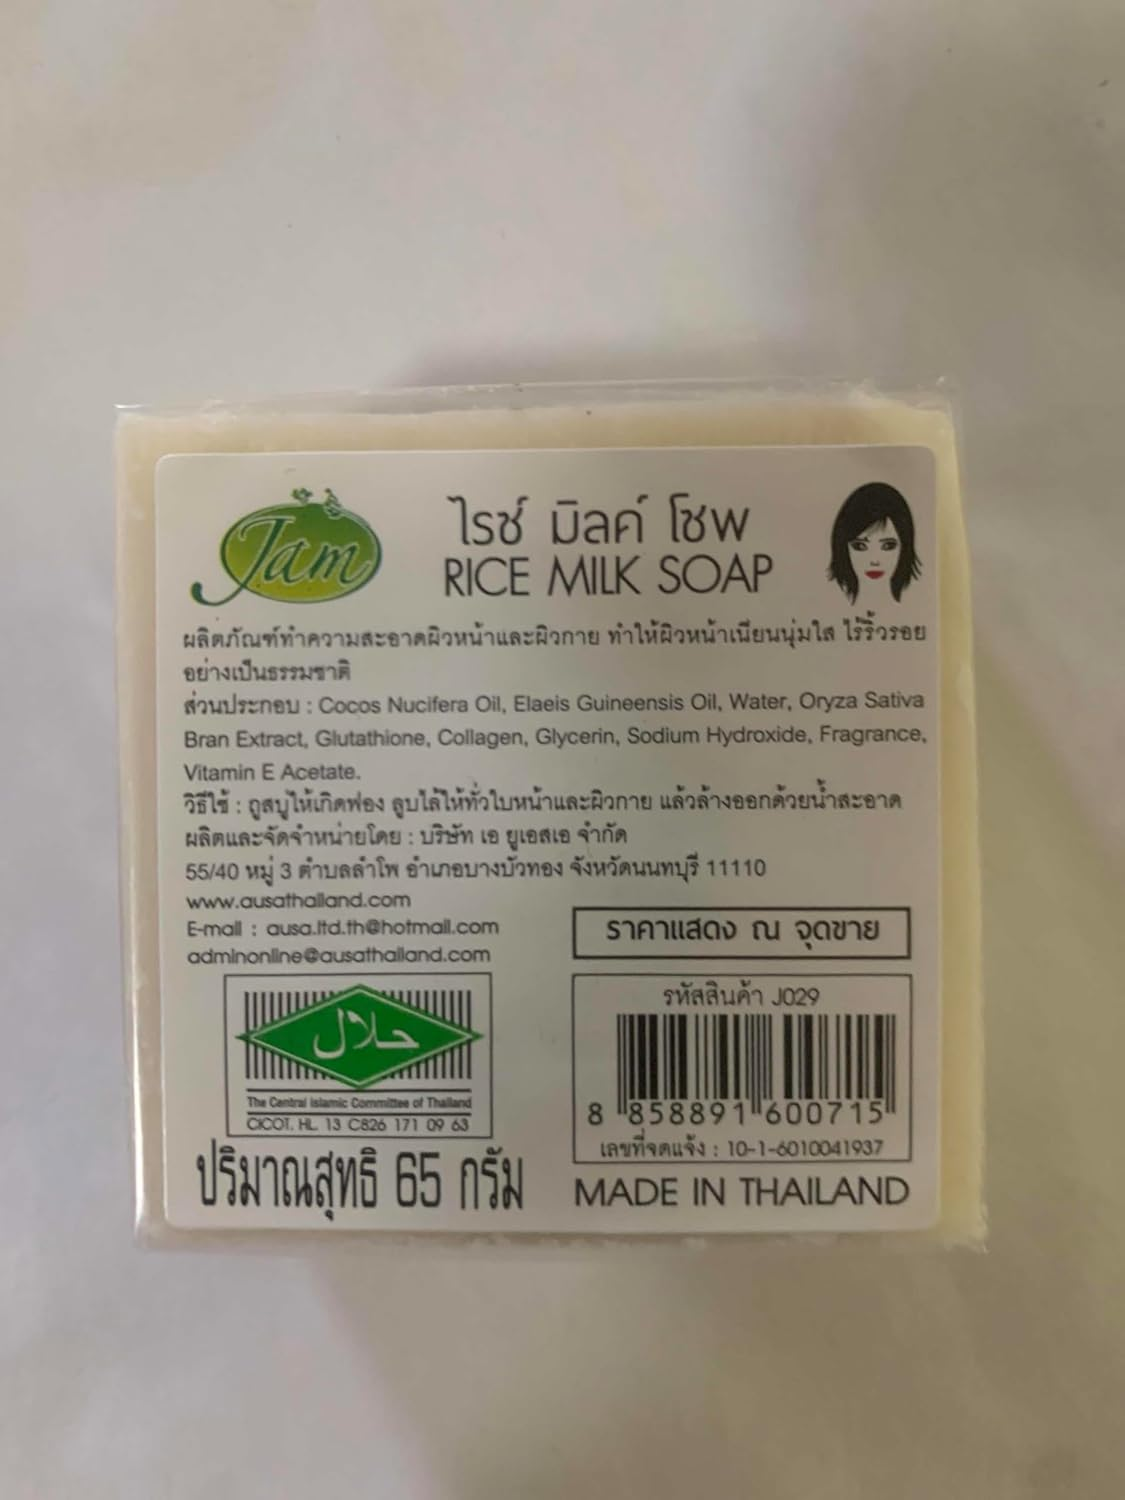 Jam
ไรซ์ มิลค์ โซพ
RICE MILK SOAP
ผลิตภัณฑ์ทำความสะอาดผิวหน้าและผิวกาย ทำให้ผิวหน้าเนียนนุ่มใส ไร้ริ้วรอย
อย่างเป็นธรรมชาติ
ส่วนประกอบ : Cocos Nucifera Oil, Elaeis Guineensis Oil, Water, Oryza Sativa
Bran Extract, Glutathione, Collagen, Glycerin, Sodium Hydroxide, Fragrance,
Vitamin E Acetate.
วิธีใช้ : ถูสบู่ให้เกิดฟอง ลูบไล้ให้ทั่วใบหน้าและผิวกาย แล้วล้างออกด้วยน้ำสะอาด
ผลิตและจัดจำหน่ายโดย : บริษัท เอ ยูเอสเอ จำกัด
55/40 หมู่ 3 ตำบลลำโพ อำเภอบางบัวทอง จังหวัดนนทบุรี 11110
www.ausathailand.com
E-mail : ausa.ltd.th@hotmail.com
adminonline@ausathailand.com
ราคาแสดง ณ จุดขาย
حلال
The Central Islamic Committee of Thailand
CICOT. HL. 13 C826 171 09 63
ปริมาณสุทธิ 65 กรัม
รหัสสินค้า J029
8 858891 600715
เลขที่จดแจ้ง : 10-1-6010041937
MADE IN THAILAND